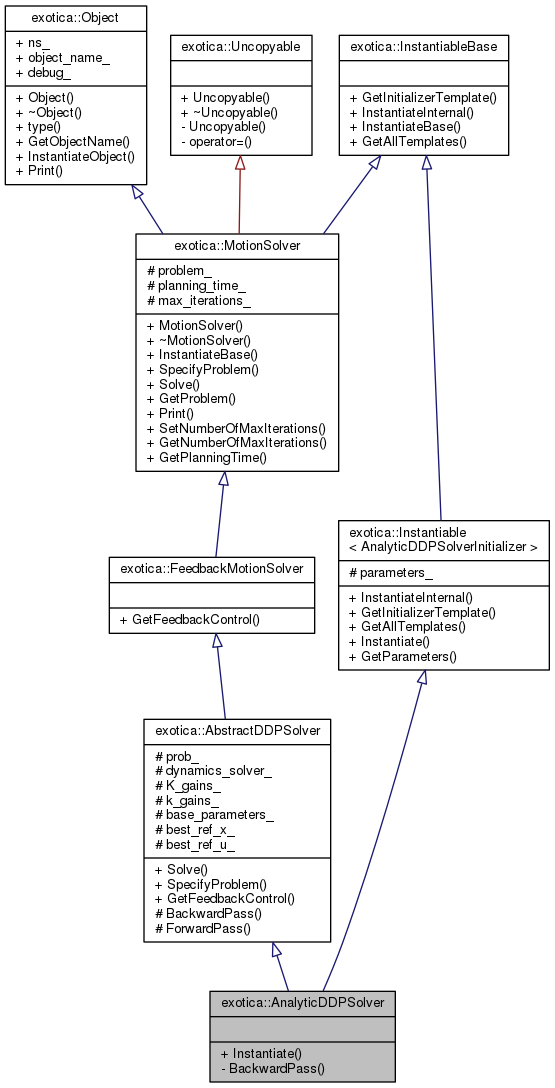 exotica::Object
+ ns_
+ object_name_
+ debug_
+ Object()
+ ~Object()
+ type()
+ GetObjectName()
+ InstantiateObject()
+ Print()
exotica::Uncopyable
+ Uncopyable()
+ ~Uncopyable()
- Uncopyable()
- operator=()
exotica::InstantiableBase
+ GetInitializerTemplate()
+ InstantiateInternal()
+ InstantiateBase()
+ GetAllTemplates()
exotica::MotionSolver
# problem_
# planning_time_
# max_iterations_
+ MotionSolver()
+ ~MotionSolver()
+ InstantiateBase()
+ SpecifyProblem()
+ Solve()
+ GetProblem()
+ Print()
+ SetNumberOfMaxIterations()
+ GetNumberOfMaxIterations()
+ GetPlanningTime()
exotica::Instantiable
< AnalyticDDPSolverInitializer >
# parameters_
+ InstantiateInternal()
+ GetInitializerTemplate()
+ GetAllTemplates()
+ Instantiate()
+ GetParameters()
exotica::FeedbackMotionSolver
+ GetFeedbackControl()
exotica::AbstractDDPSolver
# prob_
# dynamics_solver_
# K_gains_
# k_gains_
# base_parameters_
# best_ref_x_
# best_ref_u_
+ Solve()
+ SpecifyProblem()
+ GetFeedbackControl()
# BackwardPass()
# ForwardPass()
exotica::AnalyticDDPSolver
+ Instantiate()
- BackwardPass()